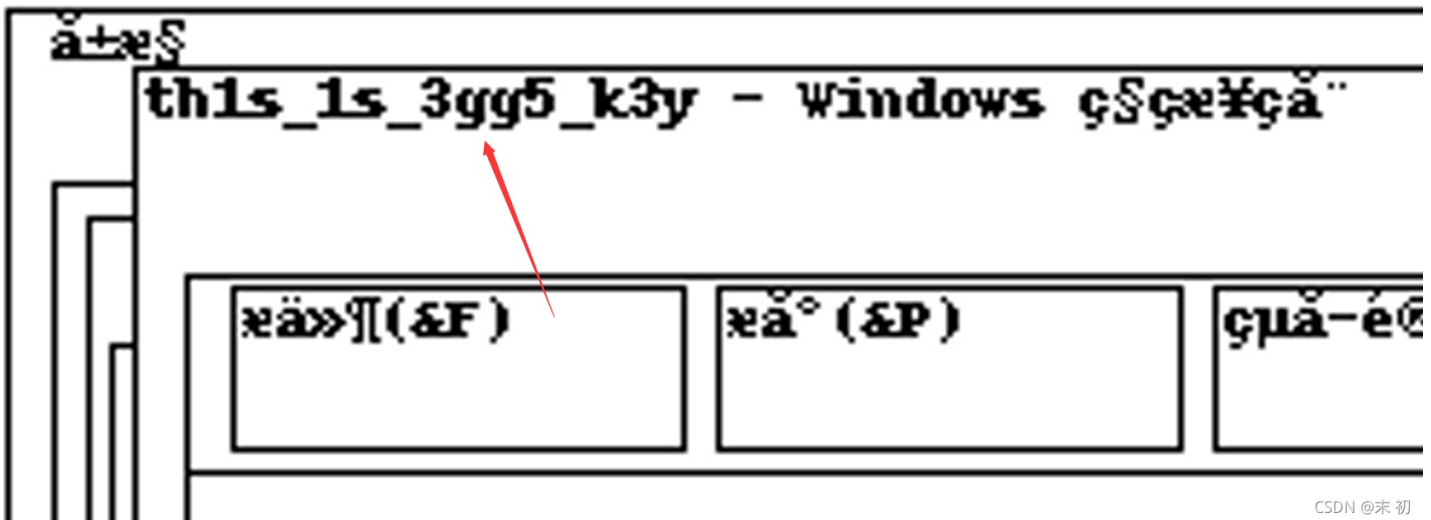 å±æ§
th1s_1s_3gg5_k3y - Windows ç§çæ¥çå¨
æä»¶(&F)
æå°(&P)
çµå-é®
CSDN @末 初